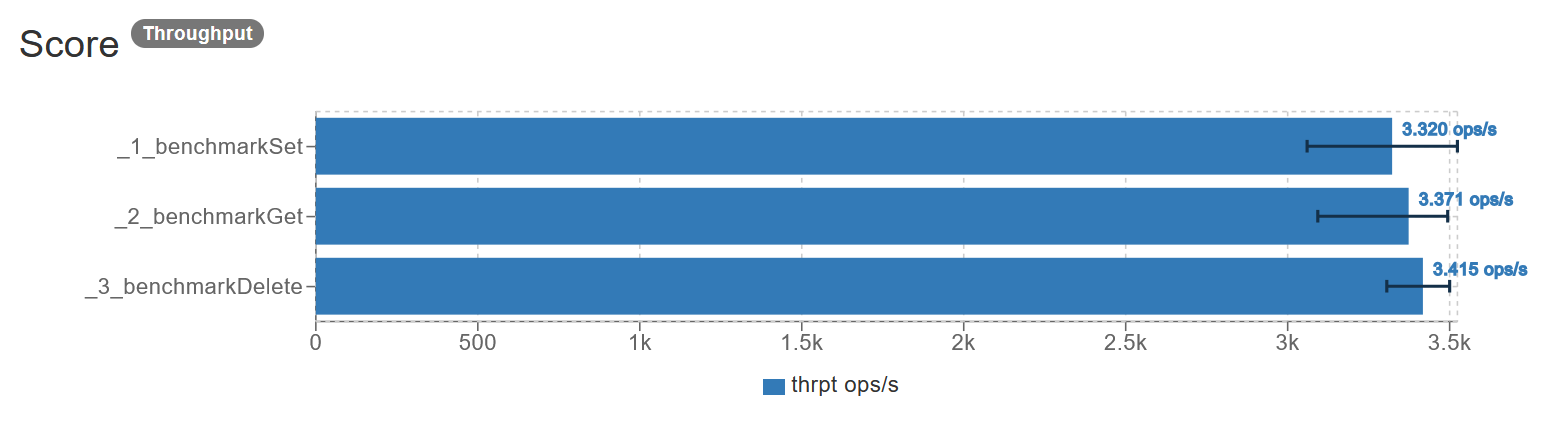 Score Throughput
_1_benchmarkSet
3.320 ops/s
_2_benchmarkGet
3.371 ops/s
_3_benchmarkDelete
3.415 ops/s
0 500 1k 1.5k 2k 2.5k 3k 3.5k
thrpt ops/s